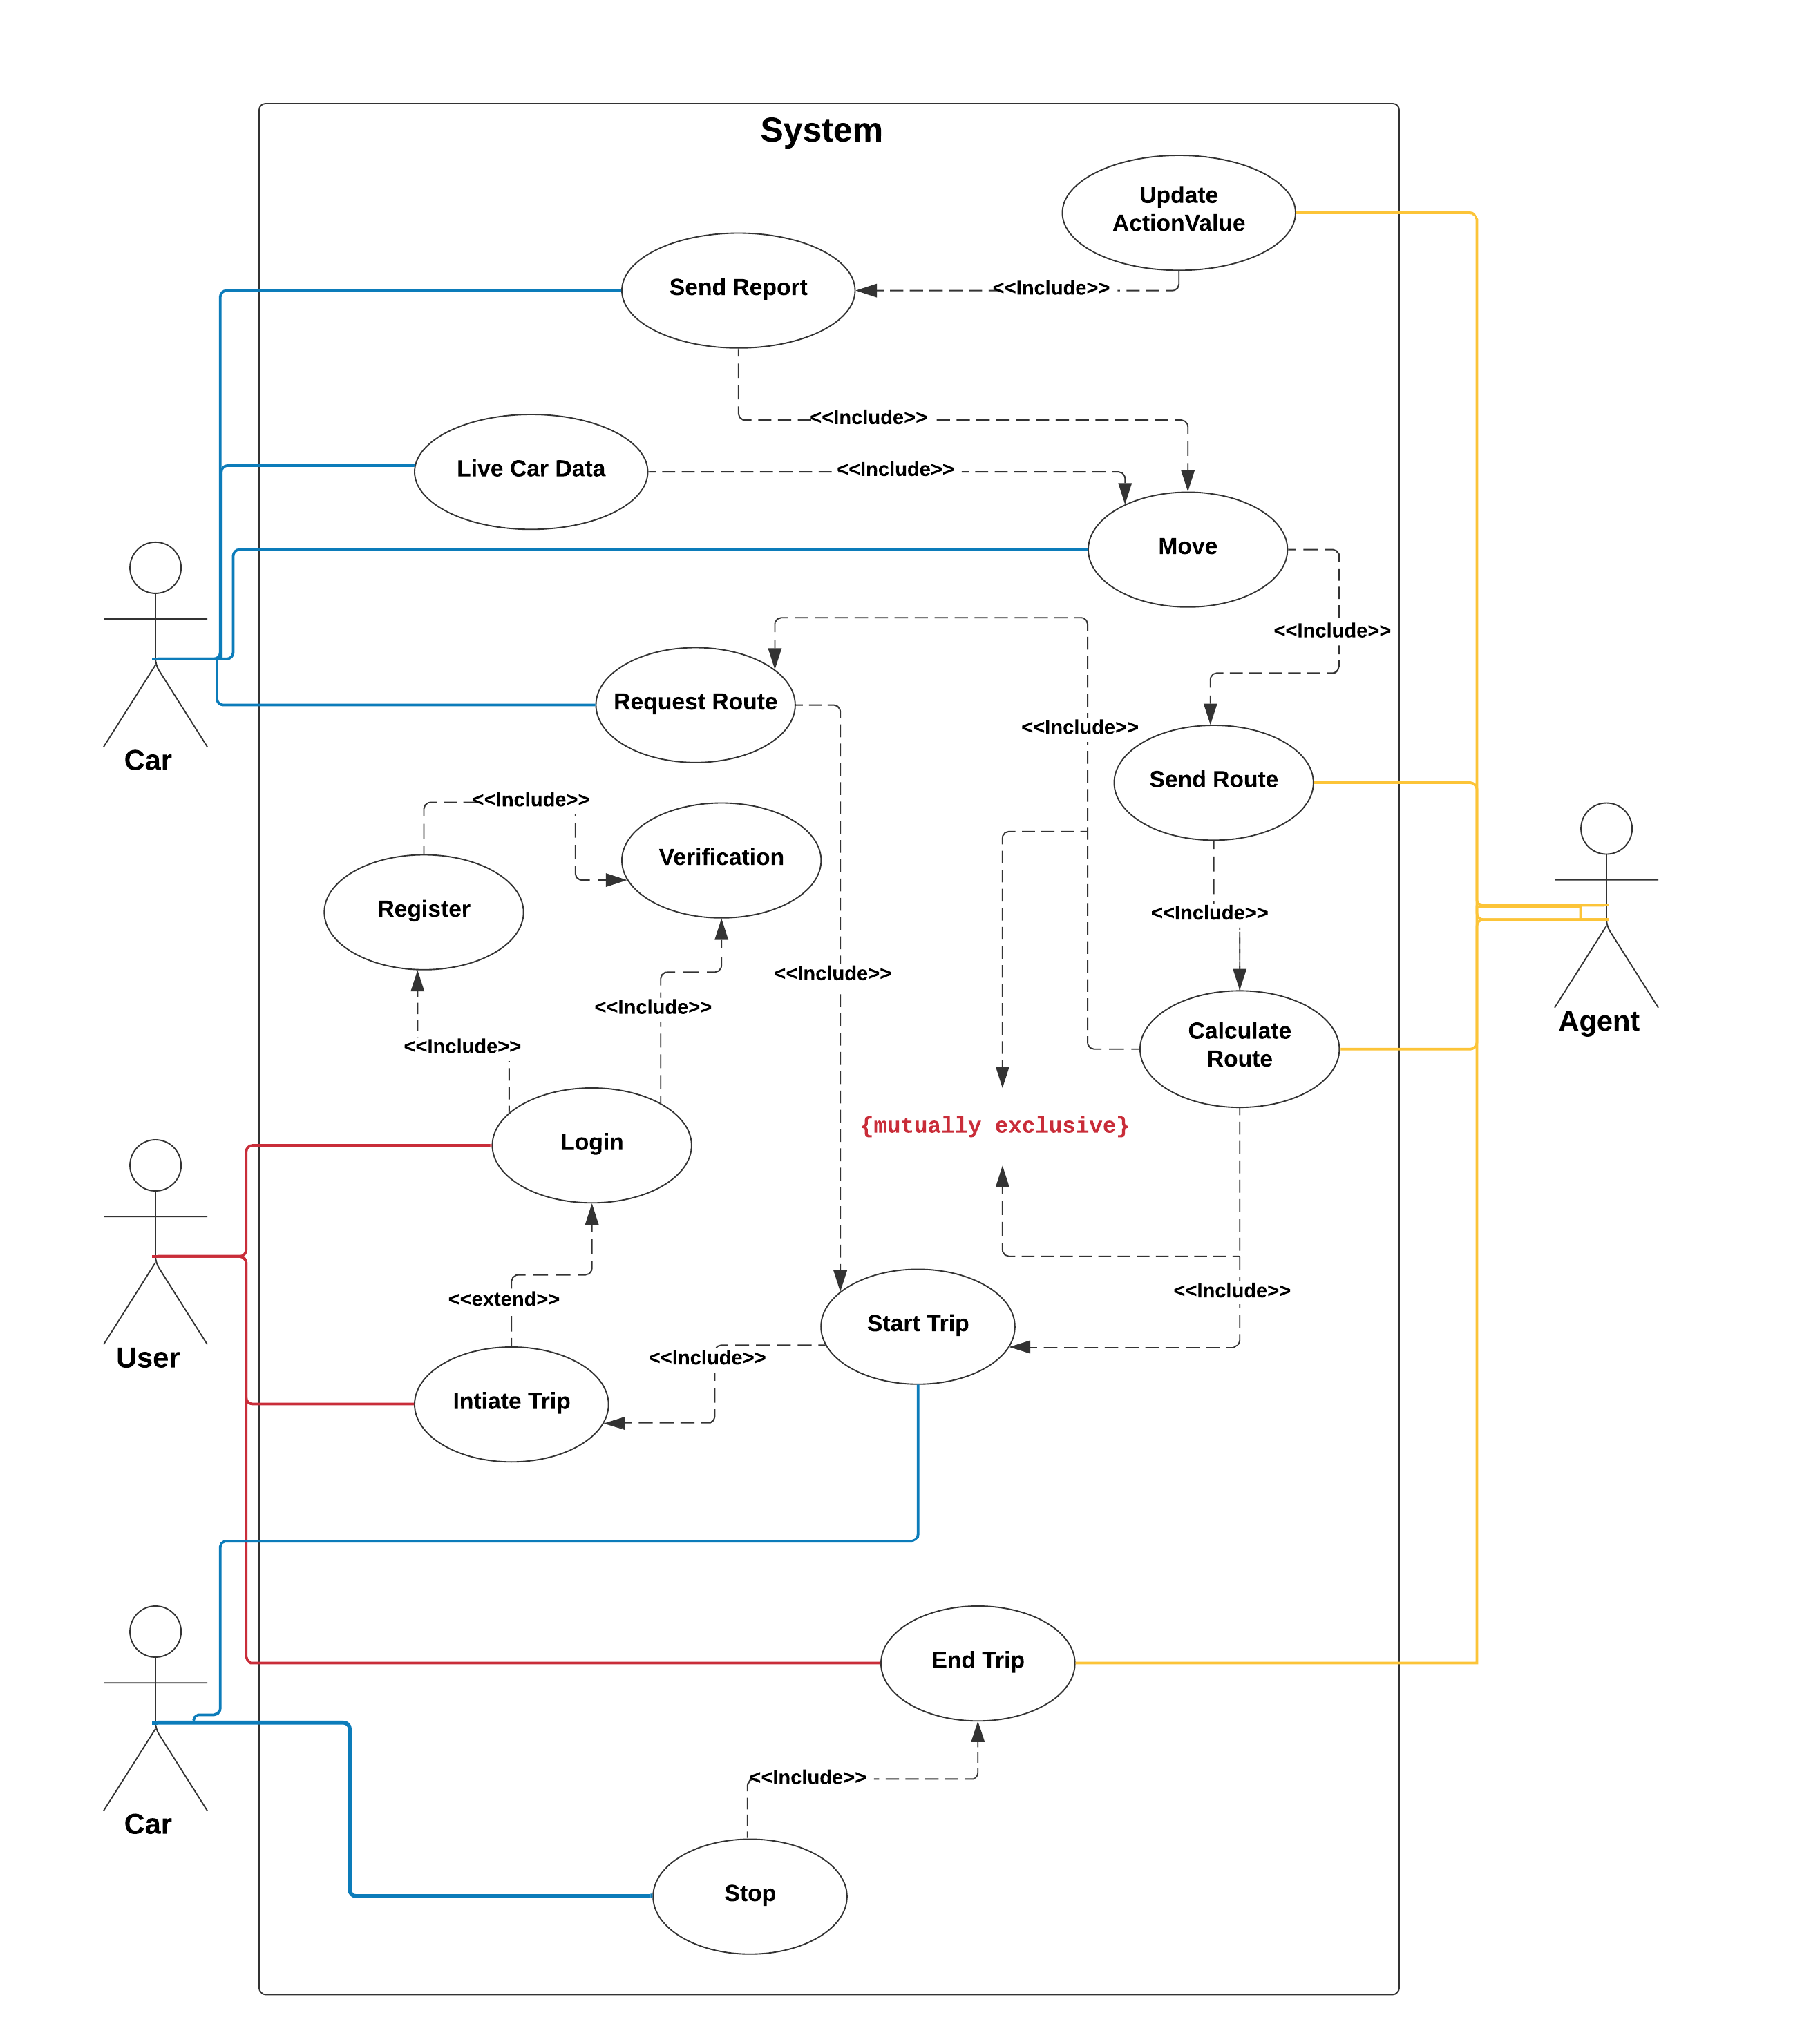 System
Update
ActionValue
Send Report
<<Include>>
<<Include>>
Live Car Data
<<Include>>
Move
<<Include>>
Request Route
<<Include>>
Car
Send Route
<<Include>>
Verification
Register
<<Include>>
<<Include>>
<<Include>>
Agent
Calculate
Route
<<Include>>
{mutually exclusive}
Login
<<Include>>
<<extend>>
Start Trip
User
<<Include>>
Intiate Trip
End Trip
<<Include>>
Car
Stop